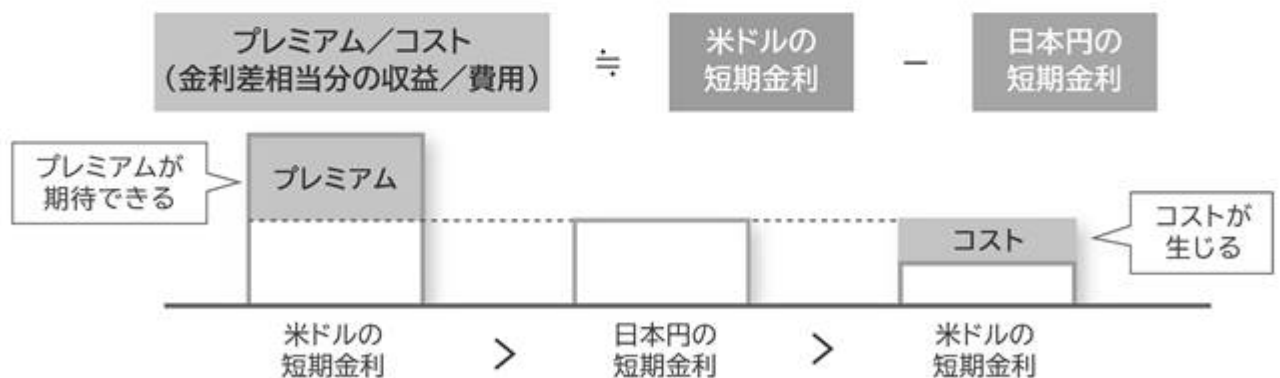 プレミアム／コスト
（金利差相当分の収益／費用）
≒
米ドルの
短期金利
−
日本円の
短期金利
プレミアムが
期待できる
プレミアム
コスト
コストが
生じる
米ドルの
短期金利
>
日本円の
短期金利
>
米ドルの
短期金利